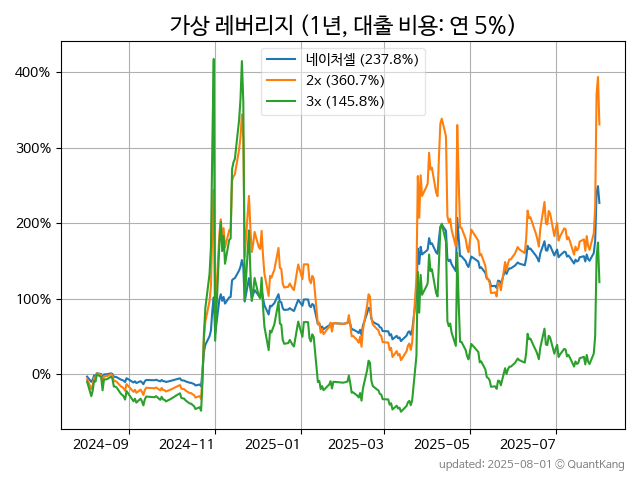 가상 레버리지 (1년, 대출 비용: 연 5%)
네이처셀 (237.8%)
2x (360.7%)
3x (145.8%)
400%
300%
200%
100%
0%
2024-09
2024-11
2025-01
2025-03
2025-05
2025-07
updated: 2025-08-01 © QuantKang